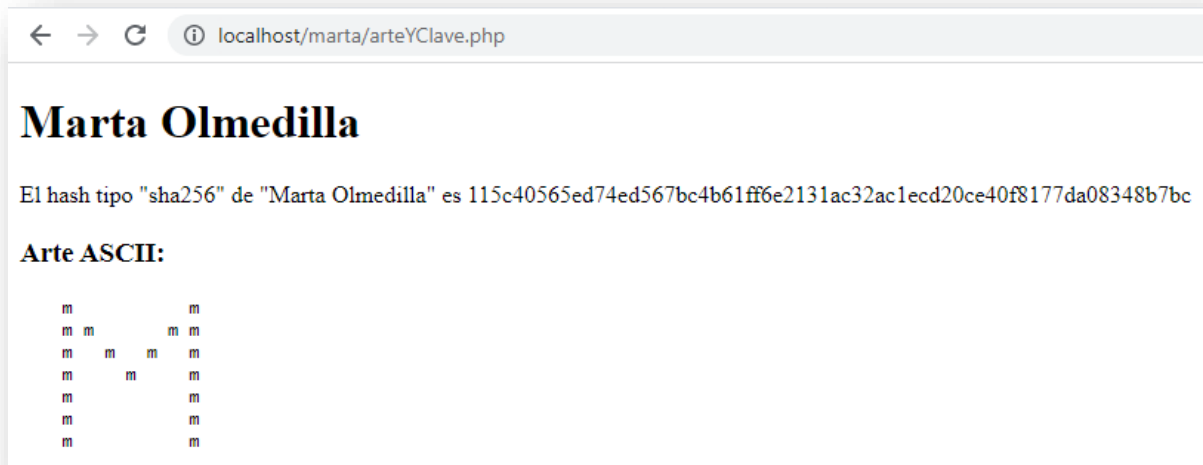 localhost/marta/arteYClave.php
Marta Olmedilla
El hash tipo "sha256" de "Marta Olmedilla" es 115c40565ed74ed567bc4b61ff6e2131ac32ac1ecd20ce40f8177da08348b7bc
Arte ASCII:
m           m
m m       m m
m   m   m   m
m     m     m
m           m
m           m
m           m